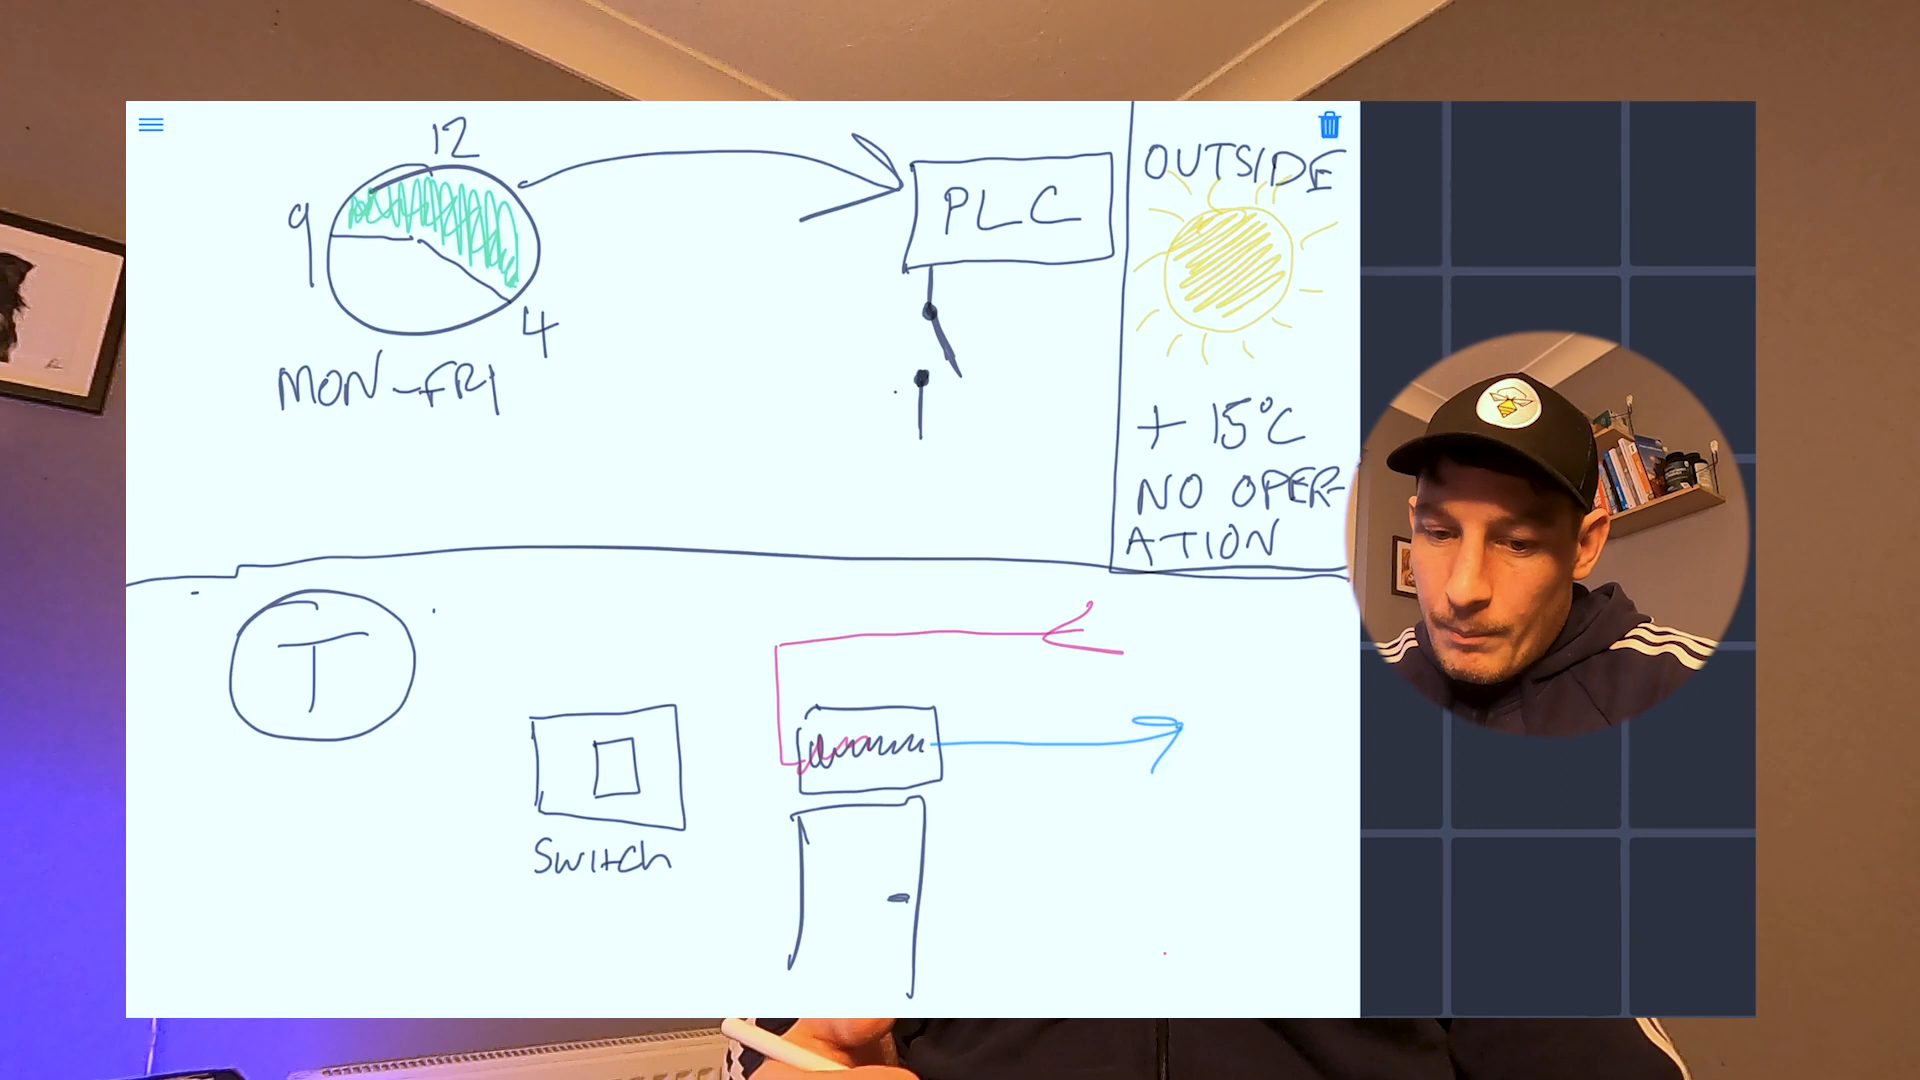 12
9
4
MON-FRI
PLC
OUTSIDE
+ 15°C
NO OPER-
ATION
T
Switch